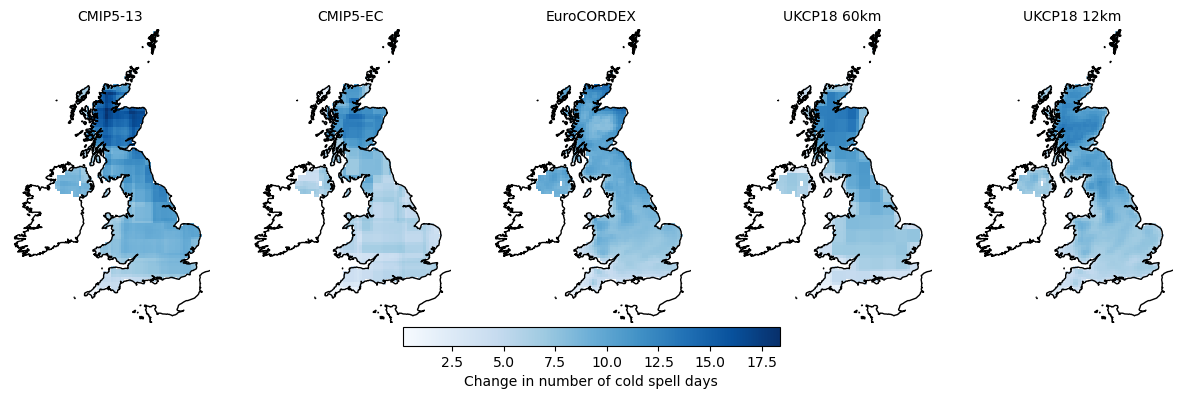 CMIP5-13 CMIP5-EC EuroCORDEX UKCP18 60km UKCP18 12km
2.5 5.0 7.5 10.0 12.5 15.0 17.5
Change in number of cold spell days